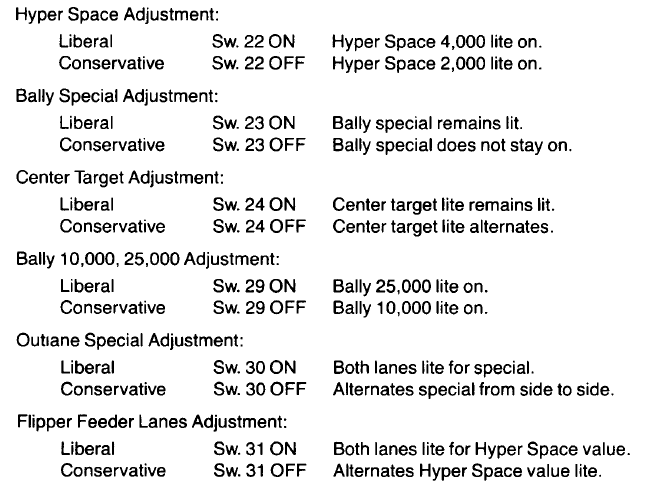 Hyper Space Adjustment:
Liberal Sw. 22 ON Hyper Space 4,000 lite on.
Conservative Sw. 22 OFF Hyper Space 2,000 lite on.
Bally Special Adjustment:
Liberal Sw. 23 ON Bally special remains lit.
Conservative Sw. 23 OFF Bally special does not stay on.
Center Target Adjustment:
Liberal Sw. 24 ON Center target lite remains lit.
Conservative Sw. 24 OFF Center target lite alternates.
Bally 10,000, 25,000 Adjustment:
Liberal Sw. 29 ON Bally 25,000 lite on.
Conservative Sw. 29 OFF Bally 10,000 lite on.
Outlane Special Adjustment:
Liberal Sw. 30 ON Both lanes lite for special.
Conservative Sw. 30 OFF Alternates special from side to side.
Flipper Feeder Lanes Adjustment:
Liberal Sw. 31 ON Both lanes lite for Hyper Space value.
Conservative Sw. 31 OFF Alternates Hyper Space value lite.